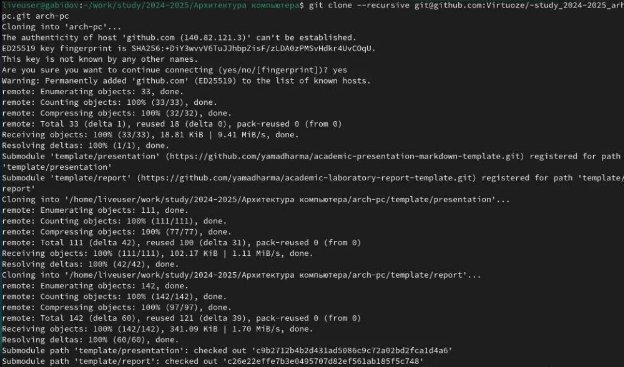 liveuser@gabidov:~/work/study/2024-2025/Архитектура компьютера$ git clone --recursive git@github.com:Virtuoze/-study_2024-2025_arh
pc.git arch-pc
Cloning into 'arch-pc'...
The authenticity of host 'github.com (140.82.121.3)' can't be established.
ED25519 key fingerprint is SHA256:+DiY3wvvV6TuJJhbpZisF/zLDA0zPMSvHdkr4UvCOqU.
This key is not known by any other names.
Are you sure you want to continue connecting (yes/no/[fingerprint])? yes
Warning: Permanently added 'github.com' (ED25519) to the list of known hosts.
remote: Enumerating objects: 33, done.
remote: Counting objects: 100% (33/33), done.
remote: Compressing objects: 100% (32/32), done.
remote: Total 33 (delta 1), reused 18 (delta 0), pack-reused 0 (from 0)
Receiving objects: 100% (33/33), 18.81 KiB | 9.41 MiB/s, done.
Resolving deltas: 100% (1/1), done.
Submodule 'template/presentation' (https://github.com/yamadharma/academic-presentation-markdown-template.git) registered for path
'template/presentation'
Submodule 'template/report' (https://github.com/yamadharma/academic-laboratory-report-template.git) registered for path 'template/
report'
Cloning into '/home/liveuser/work/study/2024-2025/Архитектура компьютера/arch-pc/template/presentation'...
remote: Enumerating objects: 111, done.
remote: Counting objects: 100% (111/111), done.
remote: Compressing objects: 100% (77/77), done.
remote: Total 111 (delta 42), reused 100 (delta 31), pack-reused 0 (from 0)
Receiving objects: 100% (111/111), 102.17 KiB | 1.11 MiB/s, done.
Resolving deltas: 100% (42/42), done.
Cloning into '/home/liveuser/work/study/2024-2025/Архитектура компьютера/arch-pc/template/report'...
remote: Enumerating objects: 142, done.
remote: Counting objects: 100% (142/142), done.
remote: Compressing objects: 100% (97/97), done.
remote: Total 142 (delta 60), reused 121 (delta 39), pack-reused 0 (from 0)
Receiving objects: 100% (142/142), 341.09 KiB | 1.70 MiB/s, done.
Resolving deltas: 100% (60/60), done.
Submodule path 'template/presentation': checked out 'c9b2712b4b2d431ad5086c9c72a02bd2fca1d4a6'
Submodule path 'template/report': checked out 'c26e22effe7b3e0495707d82ef561ab185f5c748'